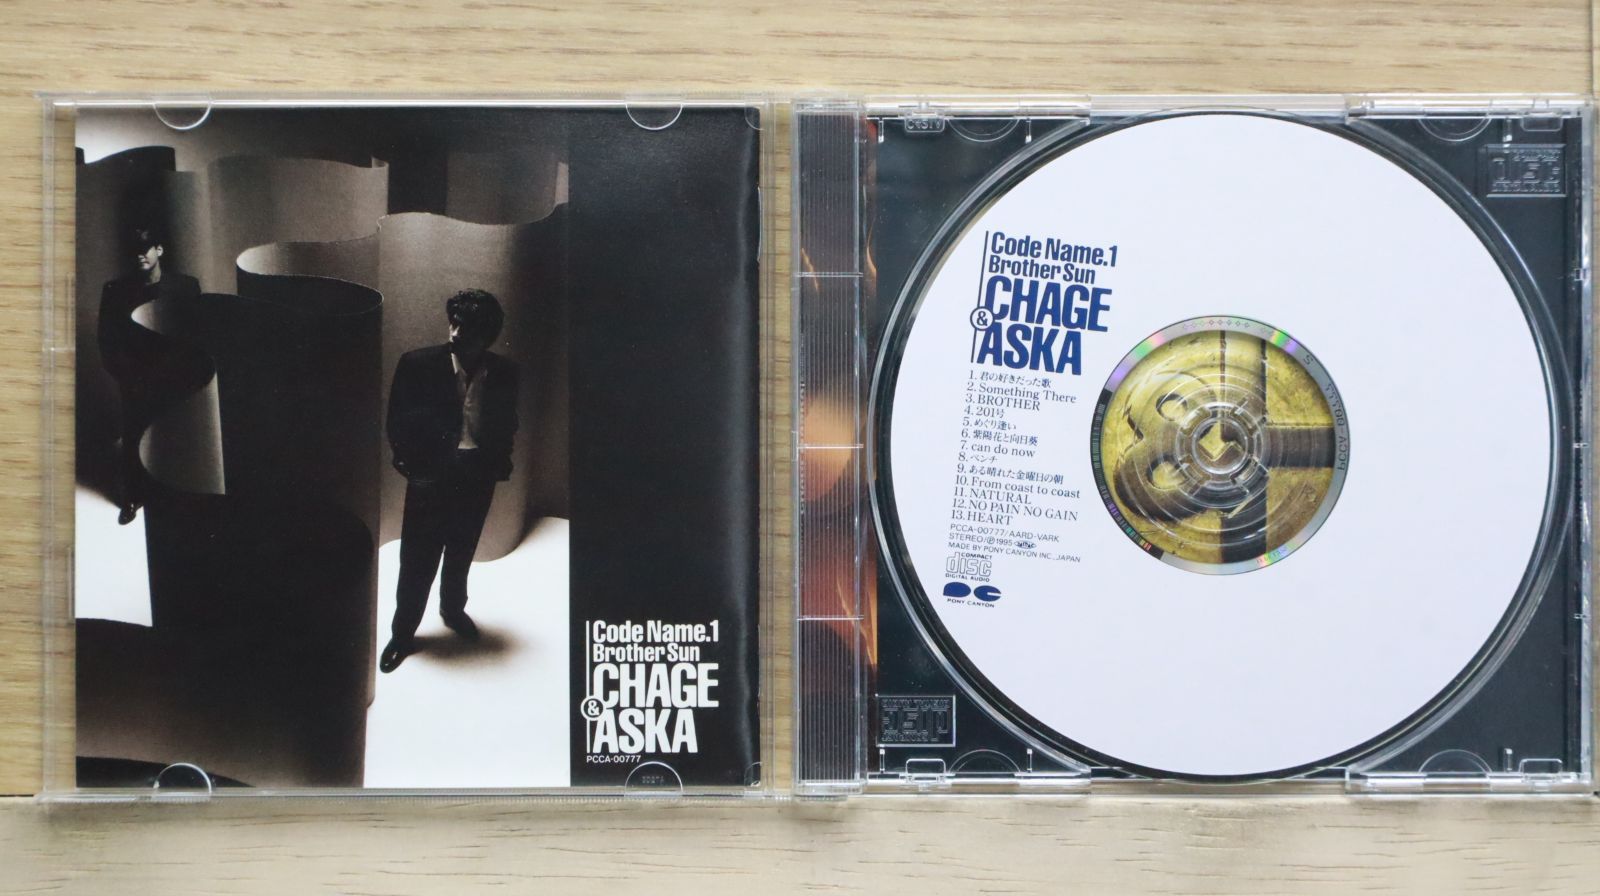 Code Name.1
Brother Sun
CHAGE
&
ASKA
PCCA-00777
Code Name.1
Brother Sun
CHAGE
&
ASKA
1. 君の好きだった歌
2. Something There
3. BROTHER
4. 201号
5. めぐり逢い
6. 紫陽花と向日葵
7. can do now
8. ベンチ
9. ある晴れた金曜日の朝
10. From coast to coast
11. NATURAL
12. NO PAIN NO GAIN
13. HEART
PCCA-00777/AARD-VARK
STEREO/Ⓟ1995
MADE BY PONY CANYON INC., JAPAN
COMPACT
disc
DIGITAL AUDIO
PONY CANYON